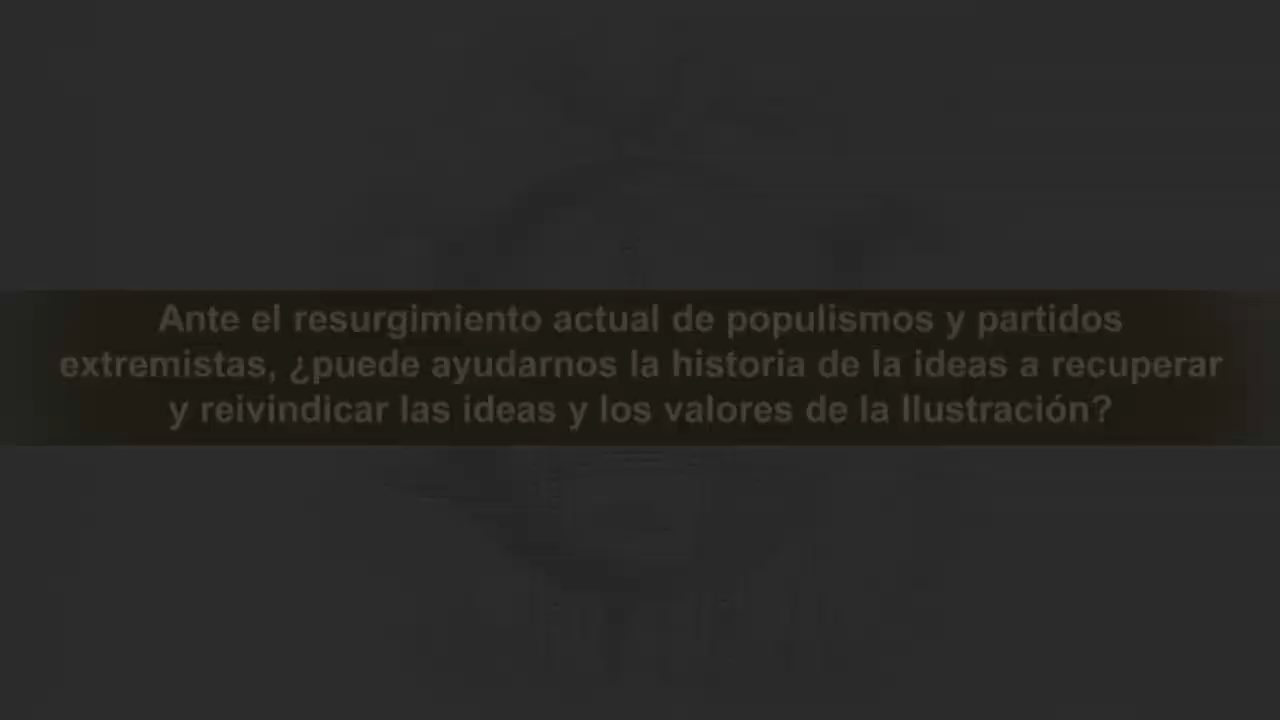 Ante el resurgimiento actual de populismos y partidos
extremistas, ¿puede ayudarnos la historia de la ideas a recuperar
y reivindicar las ideas y los valores de la Ilustración?